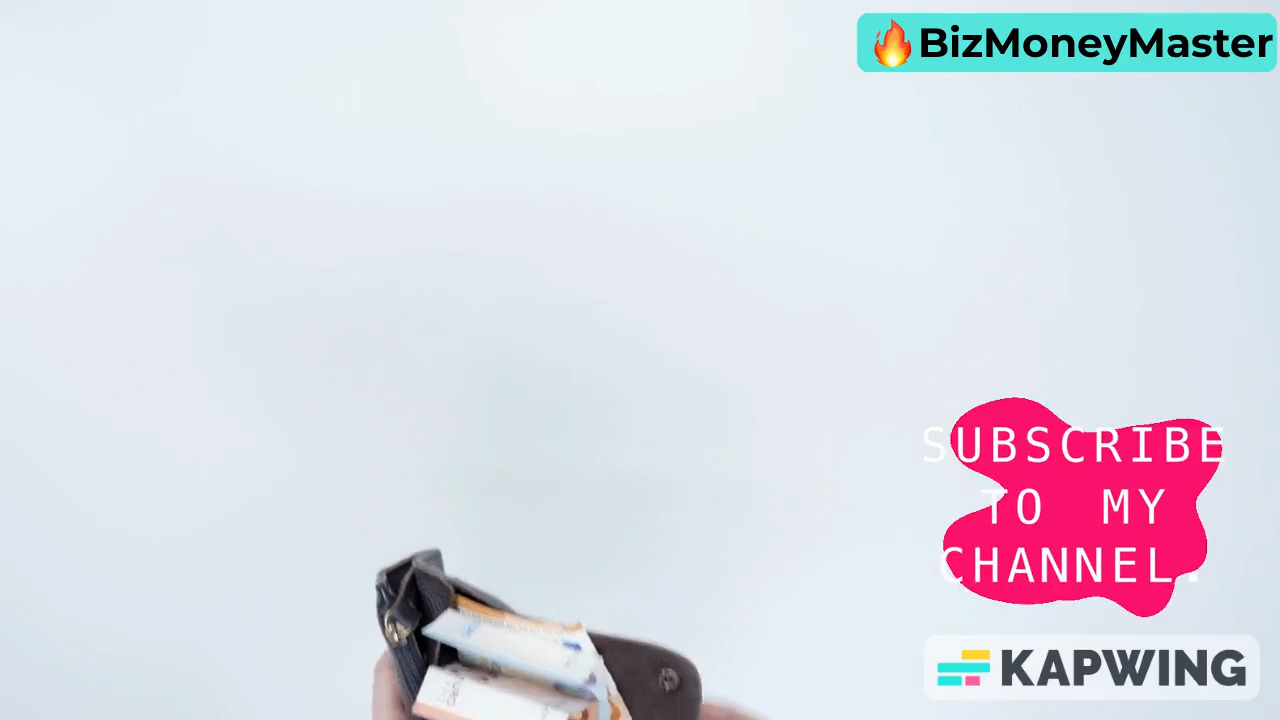 🔥BizMoneyMaster
SUBSCRIBE
TO MY
CHANNEL.
KAPWING